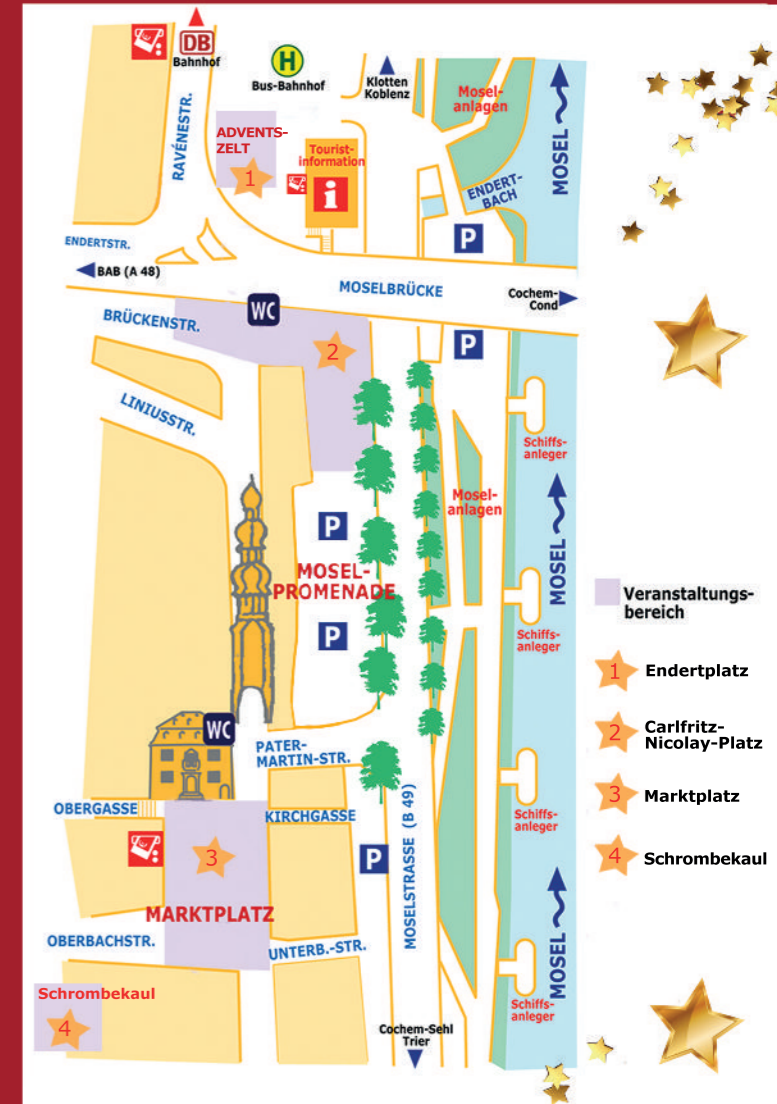 DB
Bahnhof
H
Bus-Bahnhof
Klotten
Koblenz
Mosel-
anlagen
MOSEL
RAVÉNESTR.
ADVENTS-
ZELT
1
Tourist-
information
i
ENDERT-
BACH
P
ENDERTSTR.
BAB (A 48)
MOSELBRÜCKE
Cochem-
Cond
WC
BRÜCKENSTR.
2
P
LINIUSSTR.
Schiffs-
anleger
Mosel-
anlagen
MOSEL
P
MOSEL-
PROMENADE
P
Schiffs-
anleger
Veranstaltungs-
bereich
1 Endertplatz
2 Carlfritz-
Nicolay-Platz
3 Marktplatz
4 Schrombekaul
WC
PATER-
MARTIN-STR.
OBERGASSE
KIRCHGASSE
Schiffs-
anleger
3
P
MOSELSTRASSE (B 49)
MARKTPLATZ
OBERBACHSTR.
UNTERB.-STR.
MOSEL
Schrombekaul
4
Schiffs-
anleger
Cochem-Sehl
Trier